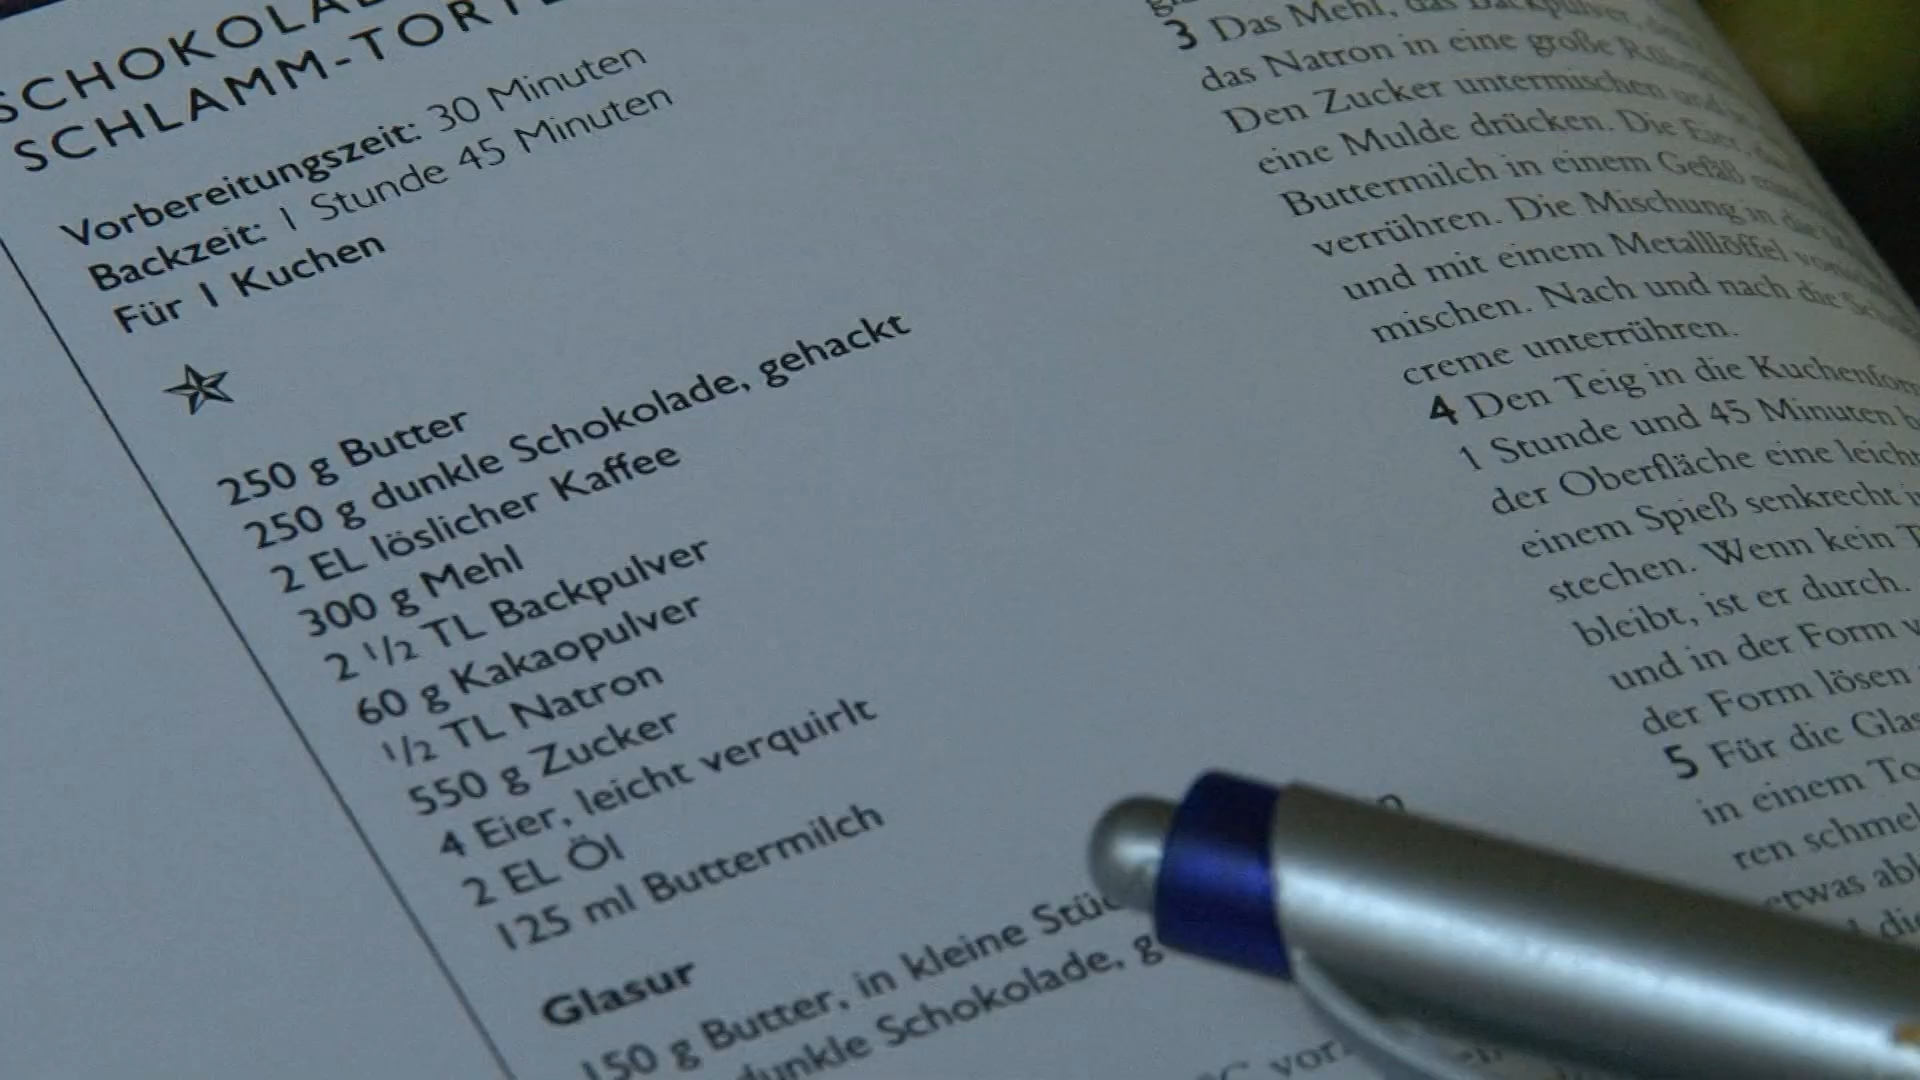 SCHLAMM-TORT
Vorbereitungszeit: 30 Minuten
Backzeit: 1 Stunde 45 Minuten
Für 1 Kuchen
250 g Butter
250 g dunkle Schokolade, gehackt
2 EL löslicher Kaffee
300 g Mehl
2 1/2 TL Backpulver
60 g Kakaopulver
1/2 TL Natron
550 g Zucker
4 Eier, leicht verquirlt
2 EL Öl
125 ml Buttermilch
Glasur
150 g Butter, in kleine
dunkle Schokolade, g
3 Das Mehl, das Backpulver,
das Natron in eine große
Den Zucker untermischen und
eine Mulde drücken. Die Eier,
Buttermilch in einem Gefäß
verrühren. Die Mischung in die
und mit einem Metalllöffel
mischen. Nach und nach die
creme unterrühren.
4 Den Teig in die
1 Stunde und 45 Minuten
der Oberfläche eine
einem Spieß senkrecht
stechen. Wenn kein
bleibt, ist er durch.
und in der Form
der Form lösen
5 Für die
in einem
ren
etwas